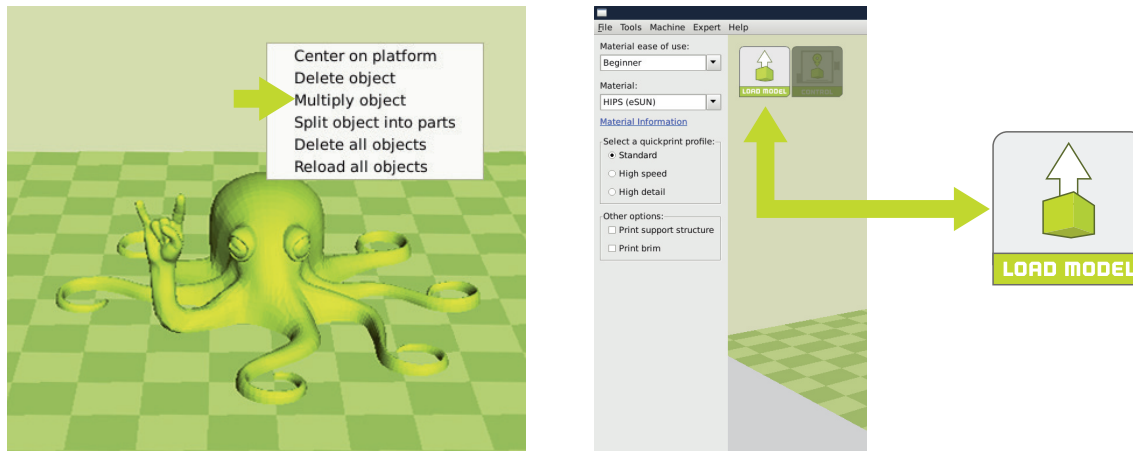 Center on platform
Delete object
Multiply object
Split object into parts
Delete all objects
Reload all objects
File Tools Machine Expert Help
Material ease of use:
Beginner
Material:
HIPS (eSUN)
Material Information
Select a quickprint profile:
Standard
High speed
High detail
Other options:
Print support structure
Print brim
LOAD MODEL
CONTROL
LOAD MODEL